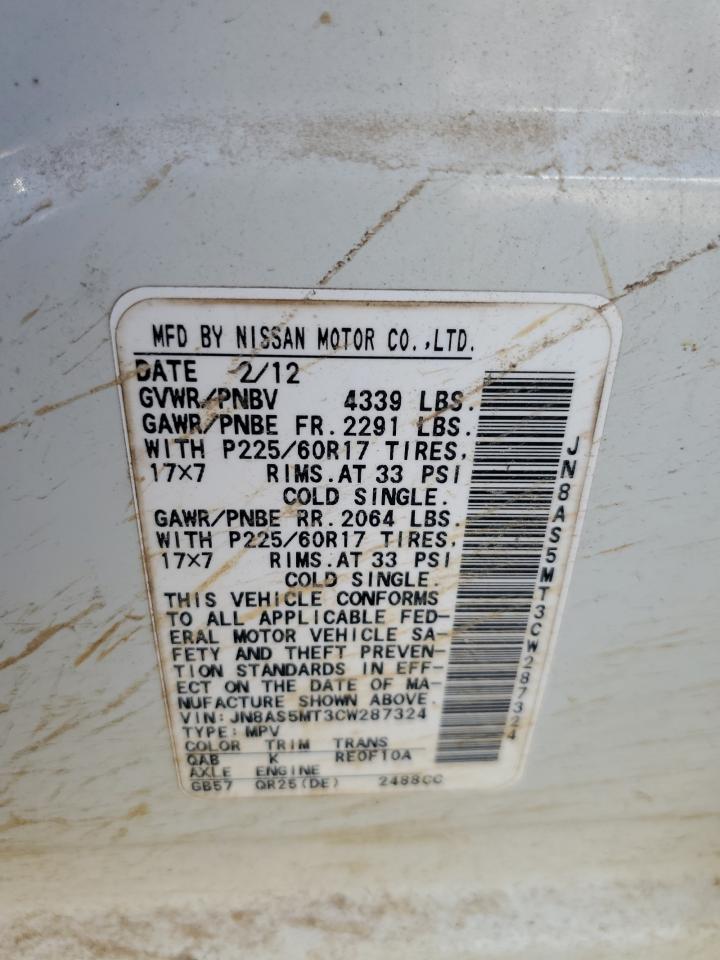 MFD BY NISSAN MOTOR CO.,LTD.
DATE 2/12
GVWR/PNBV 4339 LBS.
GAWR/PNBE FR.2291 LBS.
WITH P225/60R17 TIRES,
17×7 RIMS.AT 33 PSI
COLD SINGLE.
GAWR/PNBE RR.2064 LBS.
WITH P225/60R17 TIRES,
17×7 RIMS.AT 33 PSI
COLD SINGLE.
THIS VEHICLE CONFORMS
TO ALL APPLICABLE FED-
ERAL MOTOR VEHICLE SA-
FETY AND THEFT PREVEN-
TION STANDARDS IN EFF-
ECT ON THE DATE OF MA-
NUFACTURE SHOWN ABOVE.
VIN:JN8AS5MT3CW287324
TYPE:MPV
COLOR TRIM TRANS
QAB K RE0F10A
AXLE ENGINE
GB57 QR25(DE) 2488CC
JN8AS5MT3CW287324